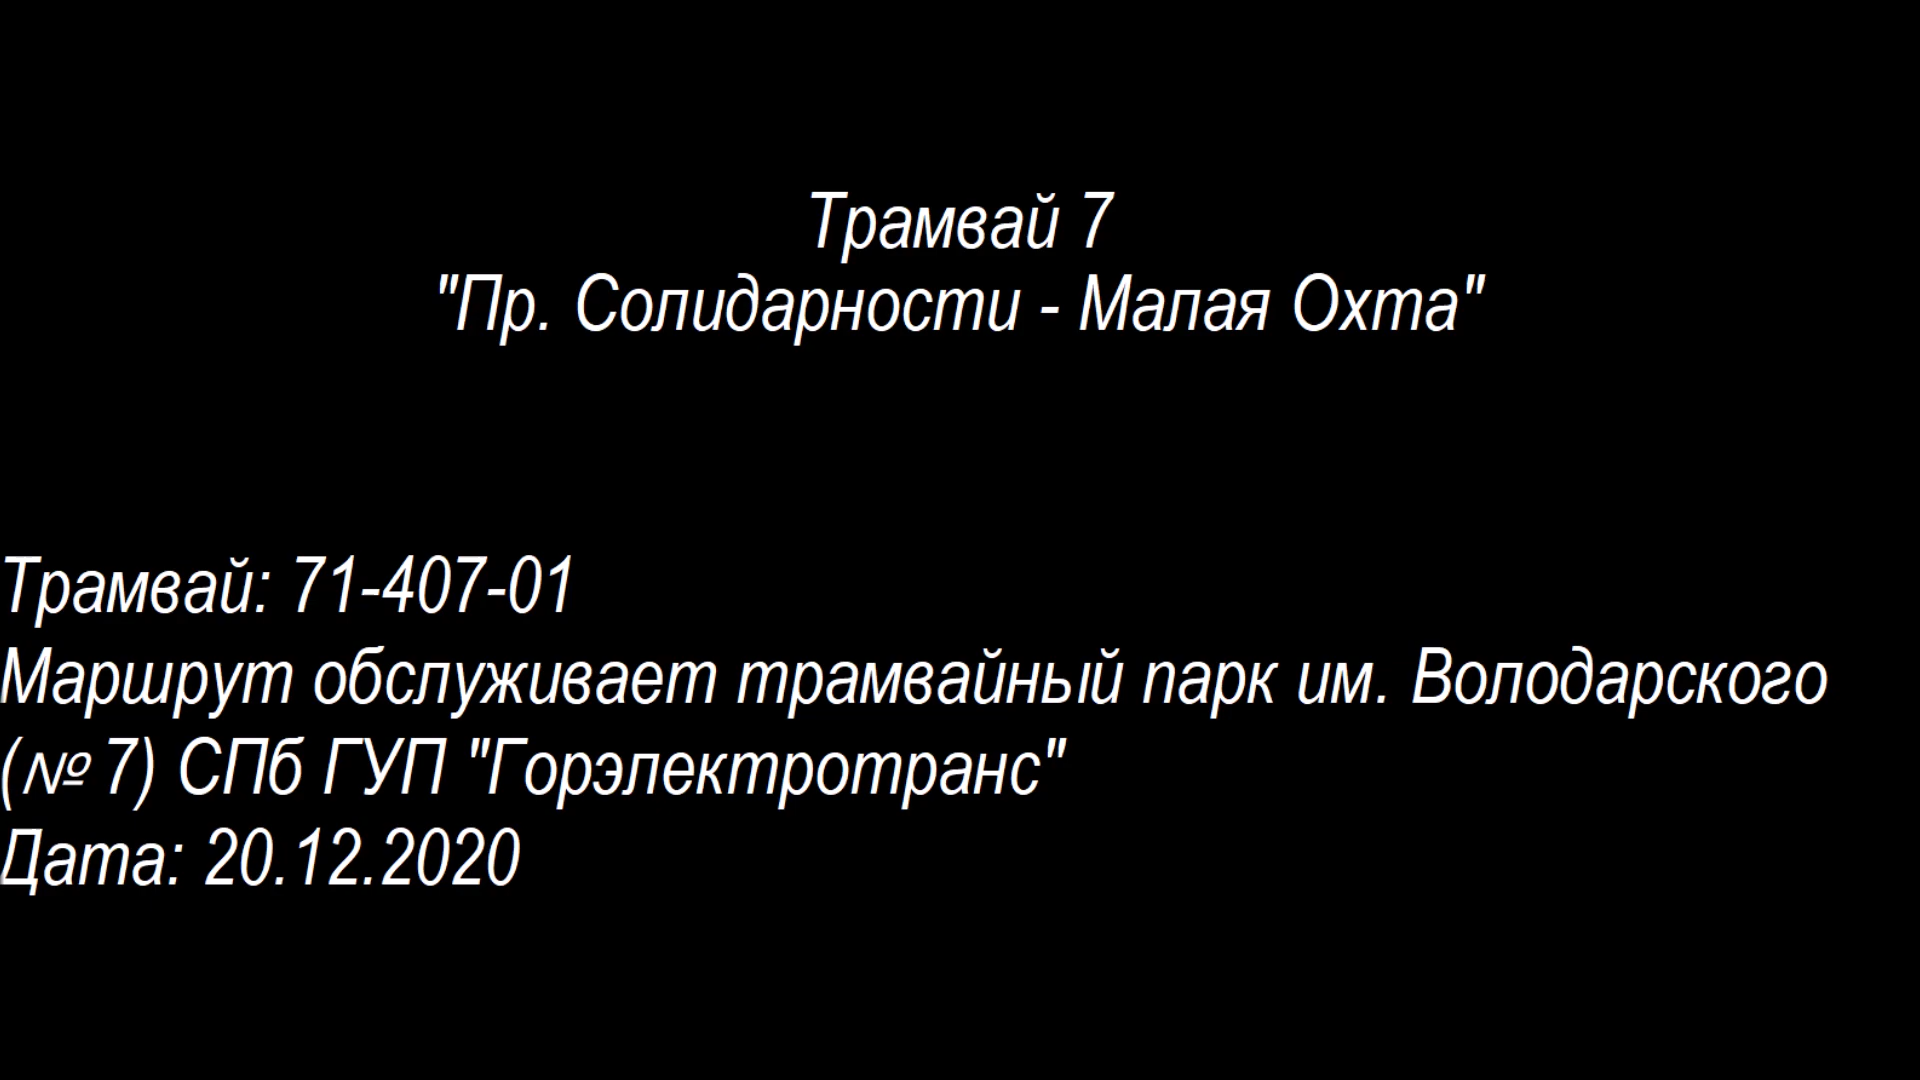 Трамвай 7
"Пр. Солидарности - Малая Охта"
Трамвай: 71-407-01
Маршрут обслуживает трамвайный парк им. Володарского
(№ 7) СПб ГУП "Горэлектротранс"
Дата: 20.12.2020